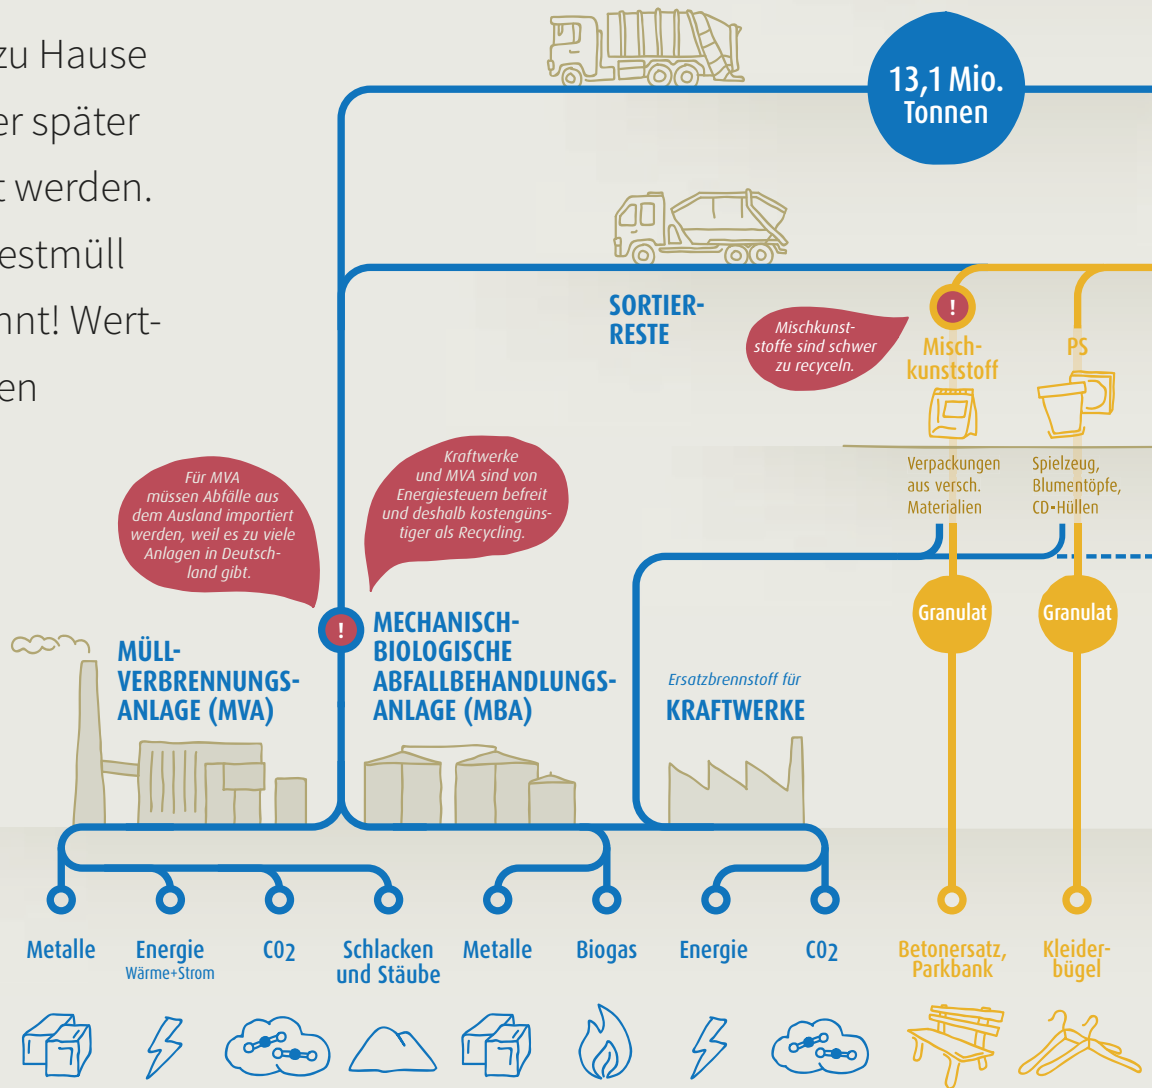 zu Hause
er später
t werden.
estmüll
nnt! Wert-
en
13,1 Mio.
Tonnen
SORTIER-
RESTE
Mischkunst-
stoffe sind schwer
zu recyceln.
!
Misch-
kunststoff
PS
Verpackungen
aus versch.
Materialien
Spielzeug,
Blumentöpfe,
CD-Hüllen
Für MVA
müssen Abfälle aus
dem Ausland importiert
werden, weil es zu viele
Anlagen in Deutsch-
land gibt.
Kraftwerke
und MVA sind von
Energiesteuern befreit
und deshalb kostengüns-
tiger als Recycling.
!
MÜLL-
VERBRENNUNGS-
ANLAGE (MVA)
MECHANISCH-
BIOLOGISCHE
ABFALLBEHANDLUNGS-
ANLAGE (MBA)
Ersatzbrennstoff für
KRAFTWERKE
Granulat
Granulat
Metalle
Energie
Wärme+Strom
CO2
Schlacken
und Stäube
Metalle
Biogas
Energie
CO2
Betonersatz,
Parkbank
Kleider-
bügel